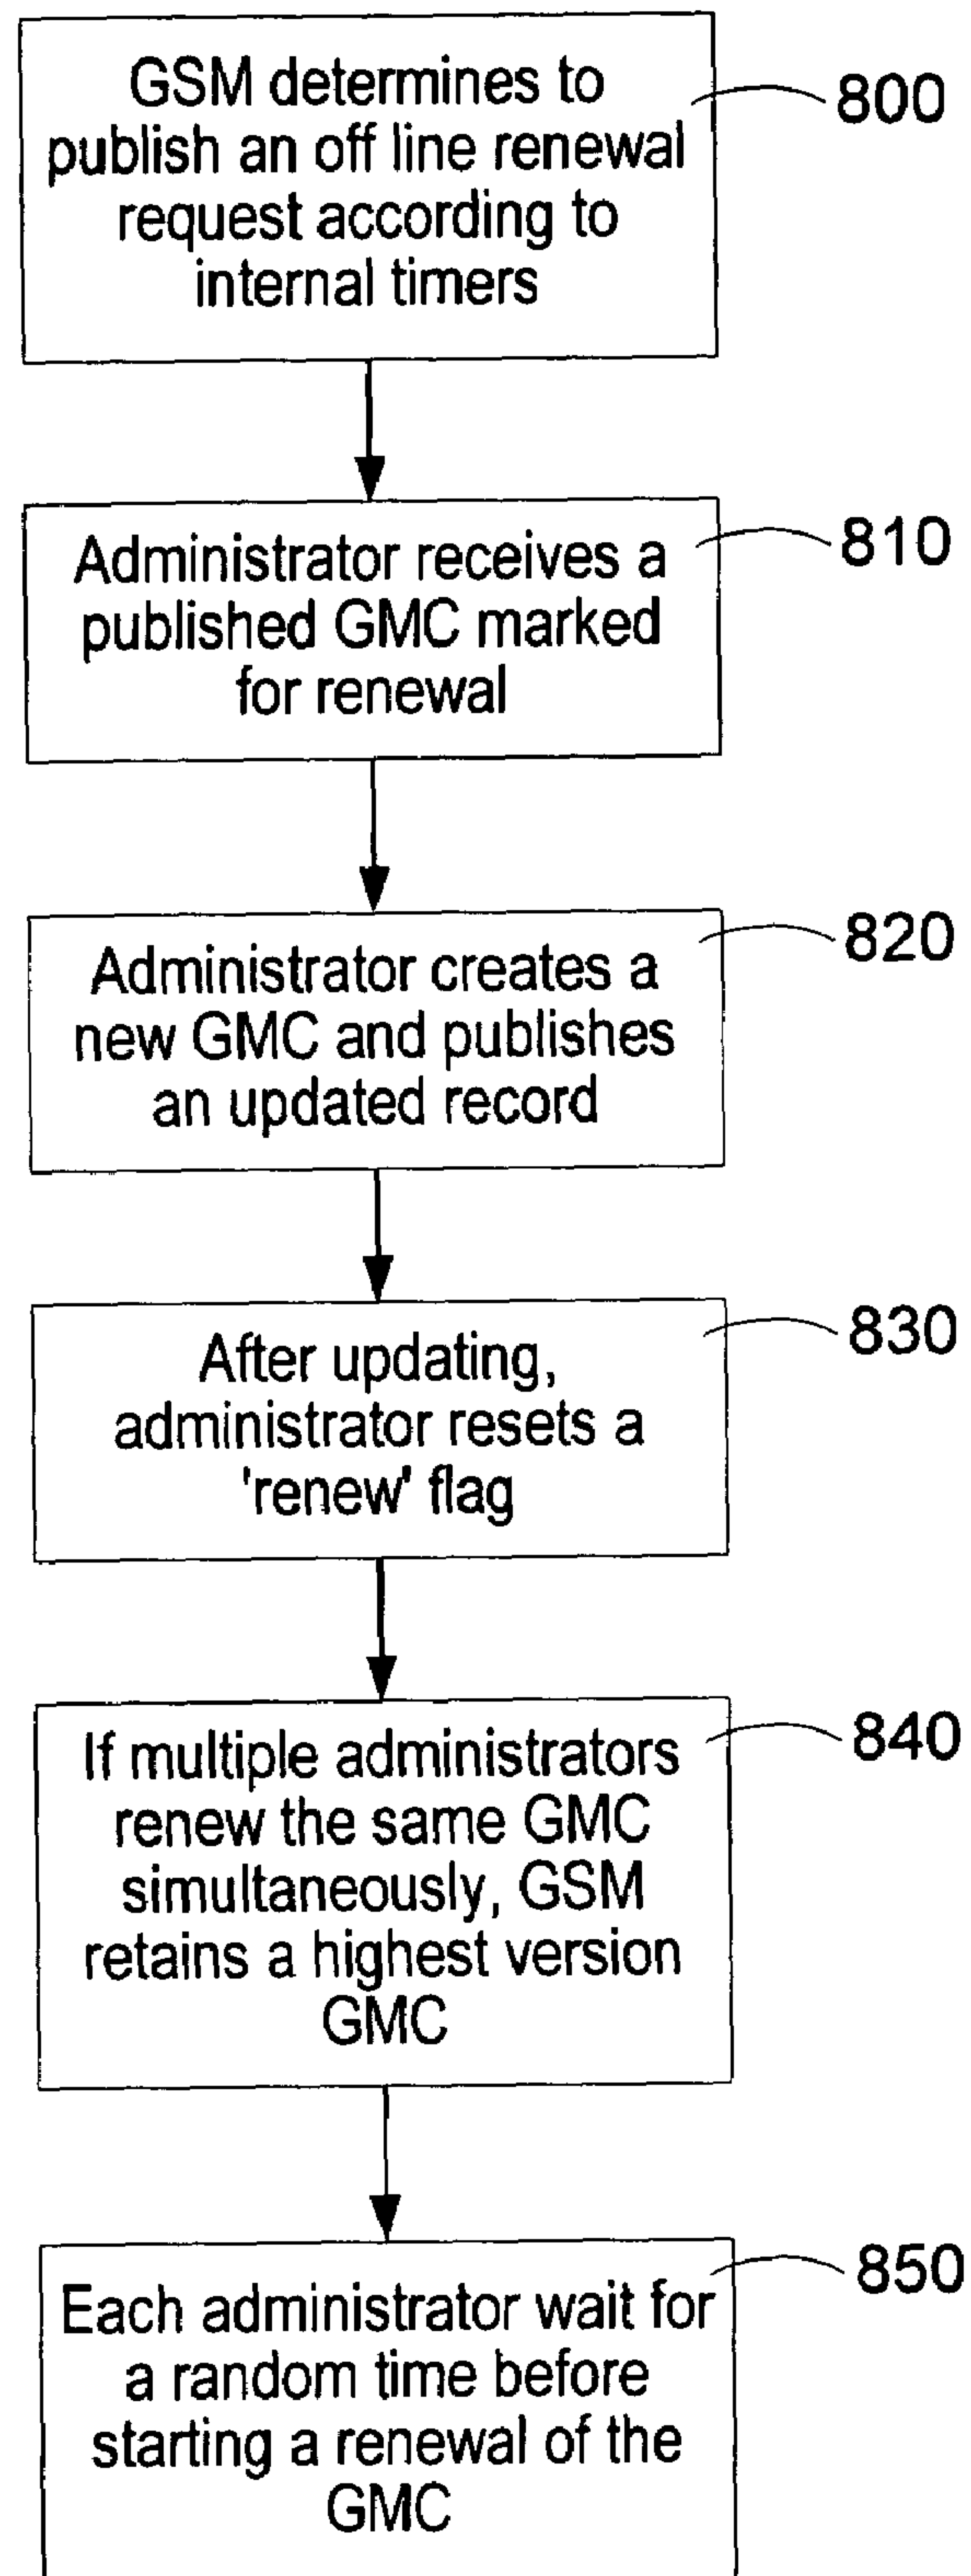 GSM determines to
publish an off line renewal
request according to
internal timers
800
Administrator receives a
published GMC marked
for renewal
810
Administrator creates a
new GMC and publishes
an updated record
820
After updating,
administrator resets a
'renew' flag
830
If multiple administrators
renew the same GMC
simultaneously, GSM
retains a highest version
GMC
840
Each administrator wait for
a random time before
starting a renewal of the
GMC
850